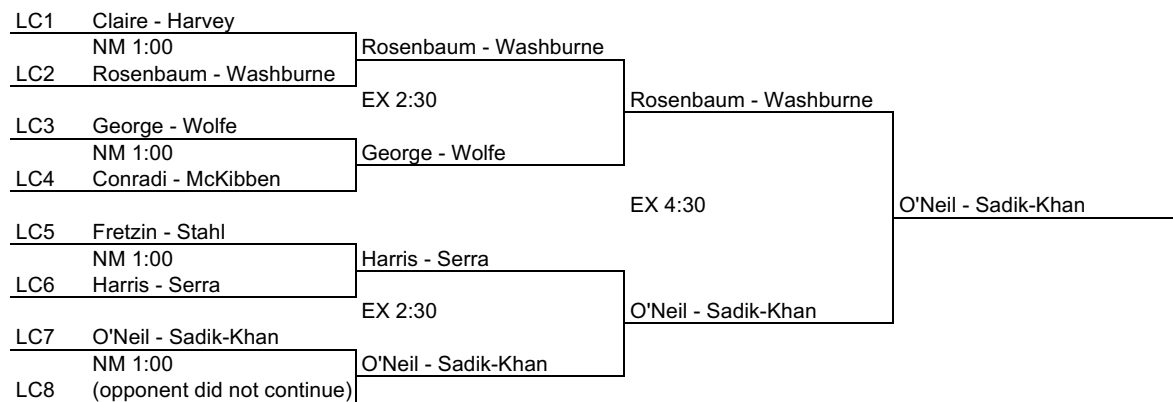 LC1 Claire - Harvey
NM 1:00 Rosenbaum - Washburne
LC2 Rosenbaum - Washburne
EX 2:30 Rosenbaum - Washburne
LC3 George - Wolfe
NM 1:00 George - Wolfe
LC4 Conradi - McKibben
EX 4:30 O'Neil - Sadik-Khan
LC5 Fretzin - Stahl
NM 1:00 Harris - Serra
LC6 Harris - Serra
EX 2:30 O'Neil - Sadik-Khan
LC7 O'Neil - Sadik-Khan
NM 1:00 O'Neil - Sadik-Khan
LC8 (opponent did not continue)